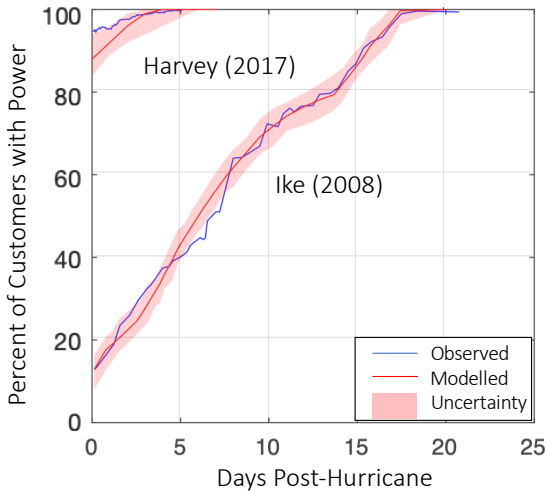 Percent of Customers with Power
100
80
60
40
20
0
Harvey (2017)
Ike (2008)
Observed
Modelled
Uncertainty
0 5 10 15 20 25
Days Post-Hurricane